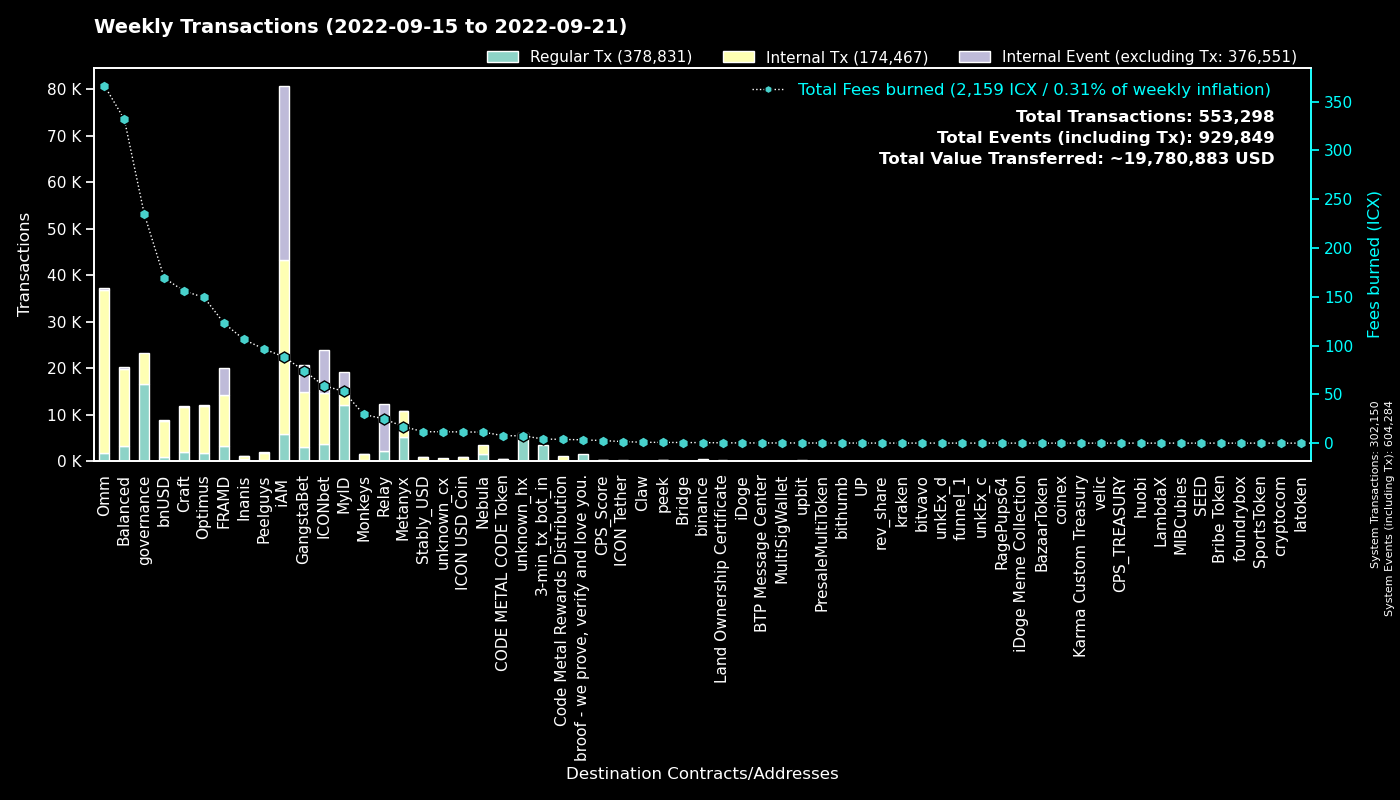 Weekly Transactions (2022-09-15 to 2022-09-21)
Regular Tx (378,831)
Internal Tx (174,467)
Internal Event (excluding Tx: 376,551)
Total Fees burned (2,159 ICX / 0.31% of weekly inflation)
Total Transactions: 553,298
Total Events (including Tx): 929,849
Total Value Transferred: ~19,780,883 USD
Transactions
80 K
70 K
60 K
50 K
40 K
30 K
20 K
10 K
0 K
350
300
250
200
150
100
50
0
Fees burned (ICX)
System Transactions: 302,150
System Events (including Tx): 604,284
Omm
Balanced
governance
bnUSD
Craft
Optimus
FRAMD
Inanis
Peelguys
iAM
GangstaBet
ICONbet
MyID
Monkeys
Relay
Metanyx
Stably_USD
unknown_cx
ICON USD Coin
Nebula
CODE METAL CODE Token
unknown_hx
3-min_tx_bot_in
Code Metal Rewards Distribution
broof - we prove, verify and love you.
CPS_Score
ICON Tether
Claw
peek
Bridge
binance
Land Ownership Certificate
iDoge
BTP Message Center
MultiSigWallet
upbit
PresaleMultiToken
bithumb
UP
rev_share
kraken
bitvavo
unkEx_d
funnel_1
unkEx_c
RagePups64
iDoge Meme Collection
BazaarToken
coinex
Karma Custom Treasury
velic
CPS_TREASURY
huobi
LambdaX
MIBCubies
SEED
Bribe Token
foundrybox
SportsToken
cryptocom
latoken
Destination Contracts/Addresses